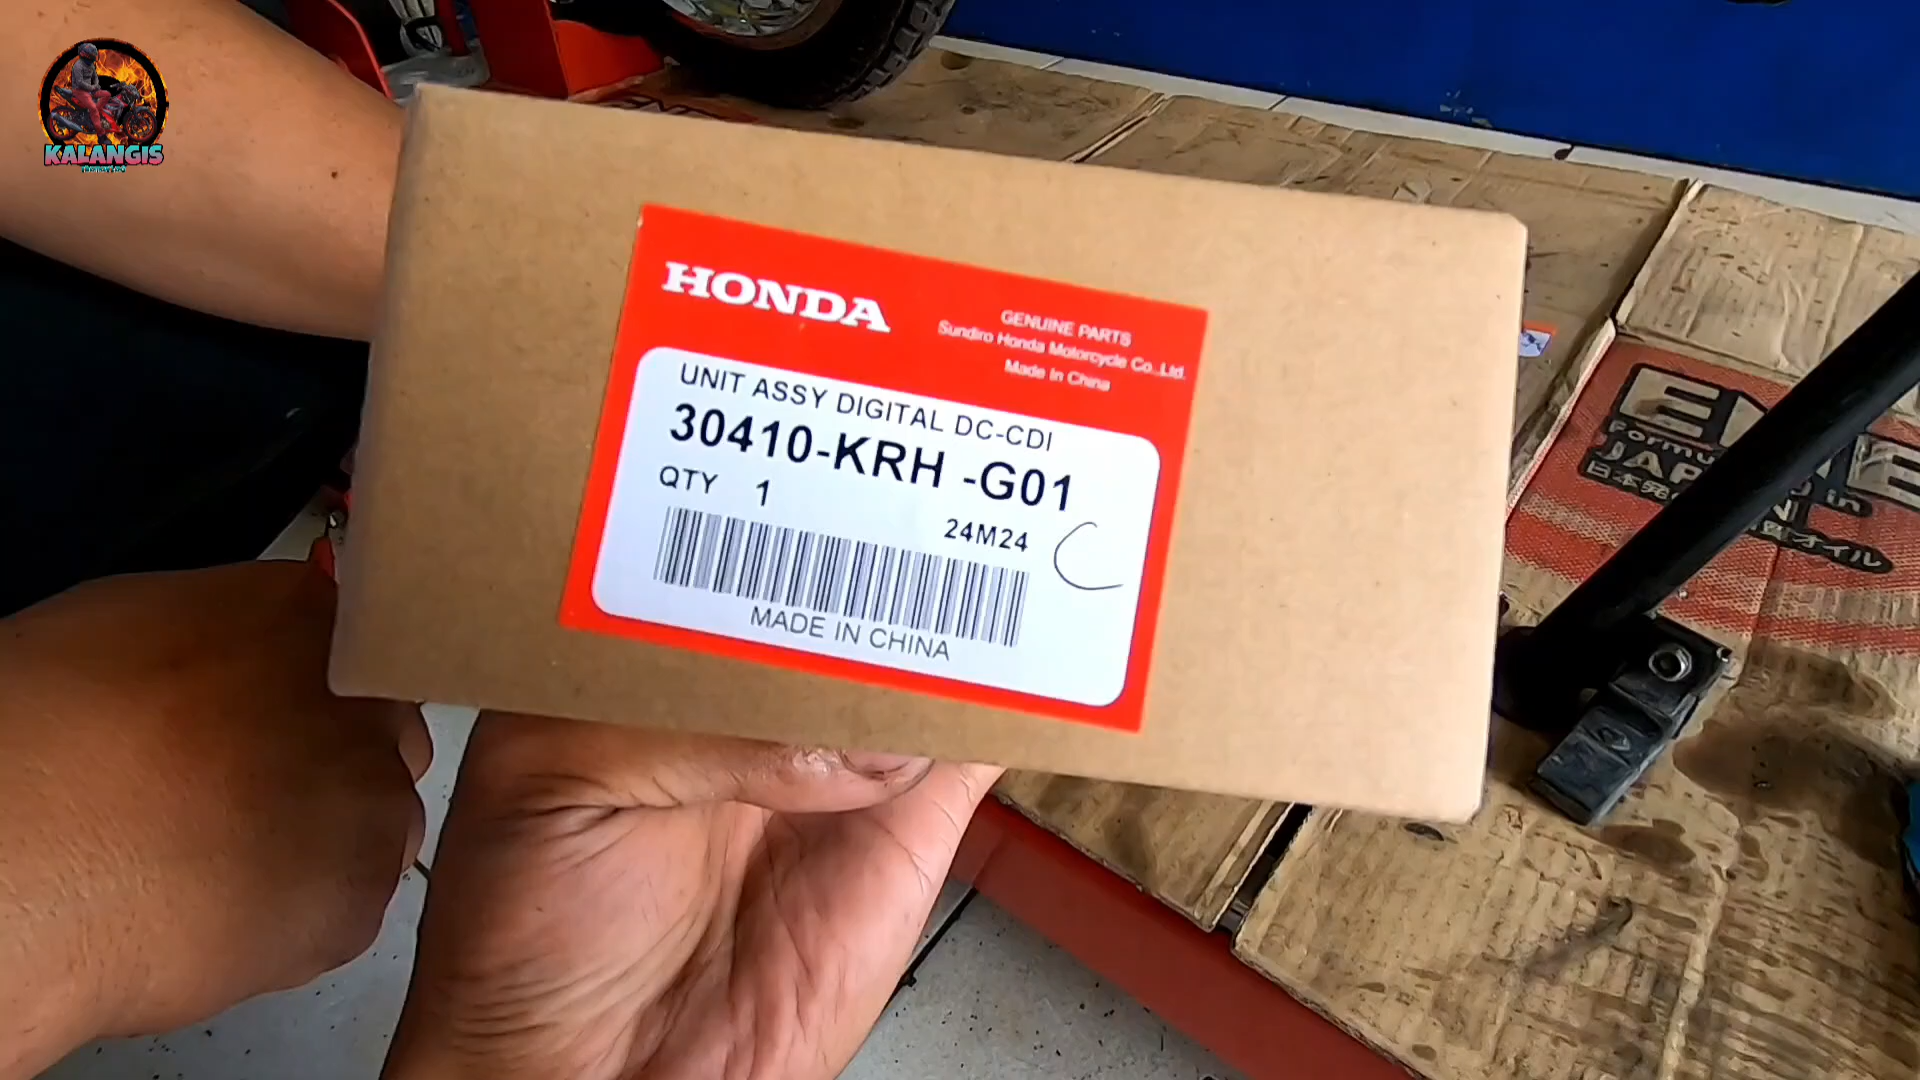 KALANGIS
HONDA
GENUINE PARTS
Sundiro Honda Motorcycle Co.,Ltd.
Made In China
UNIT ASSY DIGITAL DC-CDI
30410-KRH -G01
QTY 1
24M24
C
MADE IN CHINA